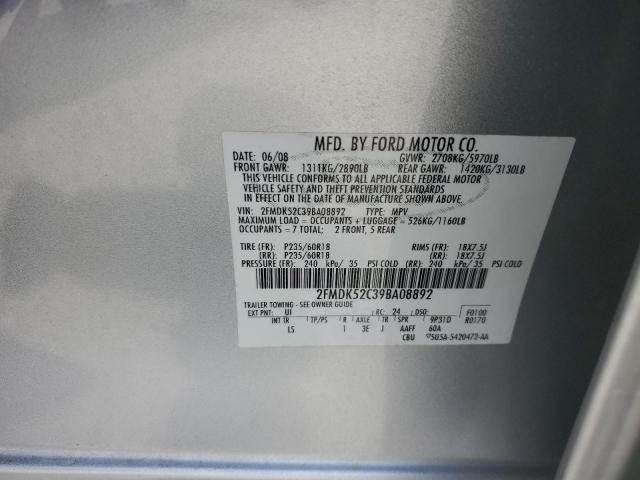 MFD. BY FORD MOTOR CO.
DATE: 06/08 GVWR: 2708KG/5970LB
FRONT GAWR: 1311KG/2890LB REAR GAWR: 1420KG/3130LB
THIS VEHICLE CONFORMS TO ALL APPLICABLE FEDERAL MOTOR
VEHICLE SAFETY AND THEFT PREVENTION STANDARDS
IN EFFECT ON THE DATE OF MANUFACTURE SHOWN ABOVE.
VIN: 2FMDK52C39BA08892 TYPE: MPV
MAXIMUM LOAD = OCCUPANTS + LUGGAGE = 526KG/1160LB
OCCUPANTS = 7 TOTAL; 2 FRONT, 5 REAR
TIRE (FR): P235/60R18 RIMS (FR): 18X7.5J
(RR): P235/60R18 (RR): 18X7.5J
PRESSURE (FR): 240 kPa/ 35 PSI COLD (RR): 240 kPa/ 35 PSI COLD
2FMDK52C39BA08892
TRAILER TOWING - SEE OWNER GUIDE
EXT PNT: UI RC: 24 DSO: F0100
INT TR TP/PS R AXLE TR SPR 9P31D R0170
LS 1 3E J AAFF 60A
CBU 5U5A-5420472-AA